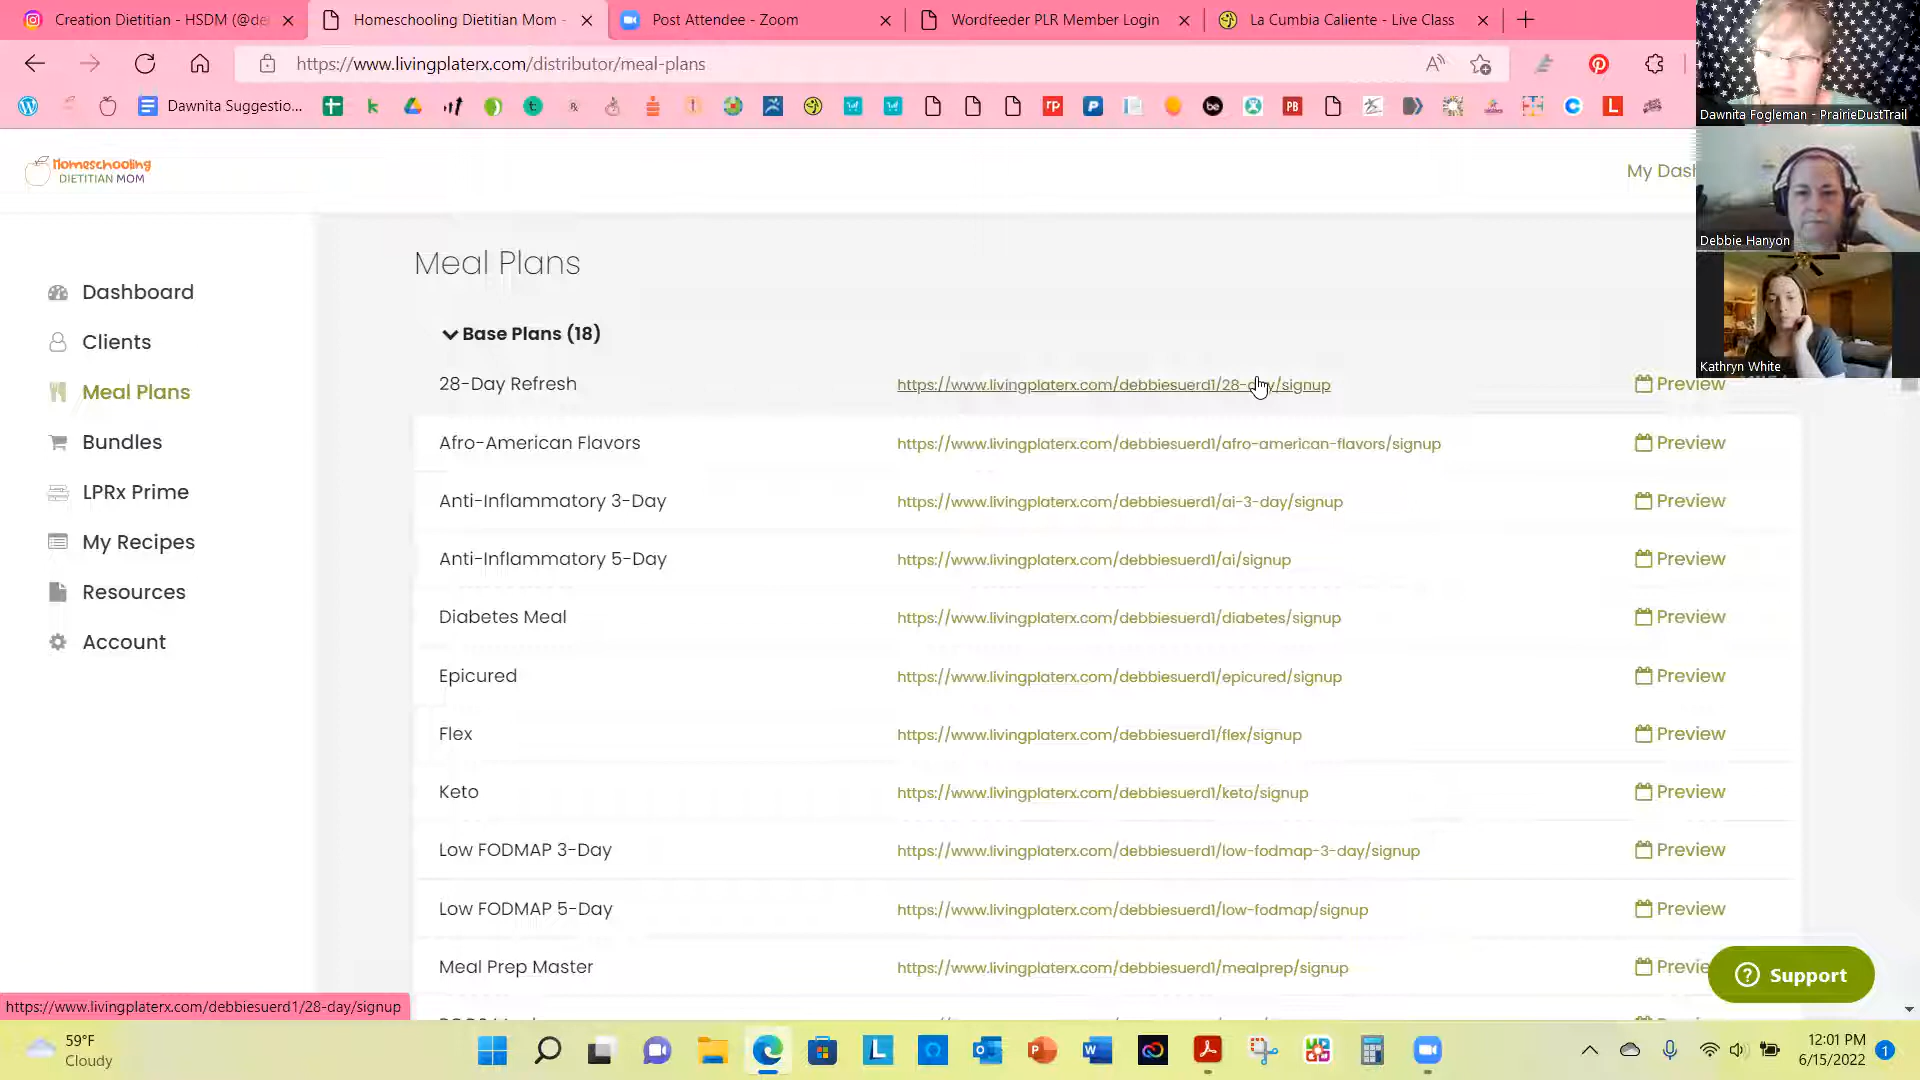 Creation Dietitian - HSDM (@de
Homeschooling Dietitian Mom -
Post Attendee - Zoom
Wordfeeder PLR Member Login
La Cumbia Caliente - Live Class
https://www.livingplaterx.com/distributor/meal-plans
Dawnita Suggestio...
Dawnita Fogleman - PrairieDustTrail
Debbie Hanyon
Kathryn White
Homeschooling
DIETITIAN MOM
My Dash
Dashboard
Clients
Meal Plans
Bundles
LPRx Prime
My Recipes
Resources
Account
Meal Plans
Base Plans (18)
28-Day Refresh https://www.livingplaterx.com/debbiesuerd1/28-day/signup Preview
Afro-American Flavors https://www.livingplaterx.com/debbiesuerd1/afro-american-flavors/signup Preview
Anti-Inflammatory 3-Day https://www.livingplaterx.com/debbiesuerd1/ai-3-day/signup Preview
Anti-Inflammatory 5-Day https://www.livingplaterx.com/debbiesuerd1/ai/signup Preview
Diabetes Meal https://www.livingplaterx.com/debbiesuerd1/diabetes/signup Preview
Epicured https://www.livingplaterx.com/debbiesuerd1/epicured/signup Preview
Flex https://www.livingplaterx.com/debbiesuerd1/flex/signup Preview
Keto https://www.livingplaterx.com/debbiesuerd1/keto/signup Preview
Low FODMAP 3-Day https://www.livingplaterx.com/debbiesuerd1/low-fodmap-3-day/signup Preview
Low FODMAP 5-Day https://www.livingplaterx.com/debbiesuerd1/low-fodmap/signup Preview
Meal Prep Master https://www.livingplaterx.com/debbiesuerd1/mealprep/signup Previe
Support
https://www.livingplaterx.com/debbiesuerd1/28-day/signup
59°F
Cloudy
12:01 PM
6/15/2022
1